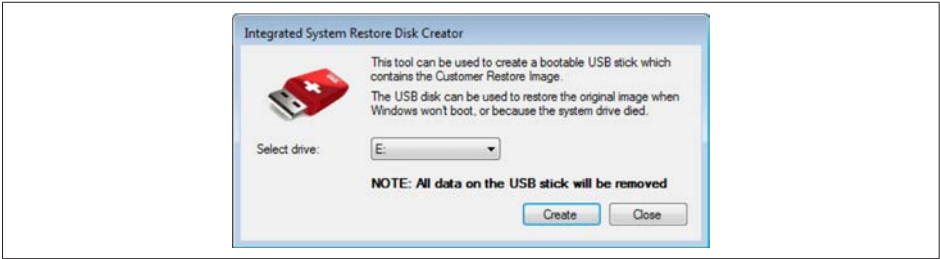 Integrated System Restore Disk Creator
This tool can be used to create a bootable USB stick which
contains the Customer Restore Image.
The USB disk can be used to restore the original image when
Windows won't boot, or because the system drive died.
Select drive:
E:
NOTE: All data on the USB stick will be removed
Create
Close